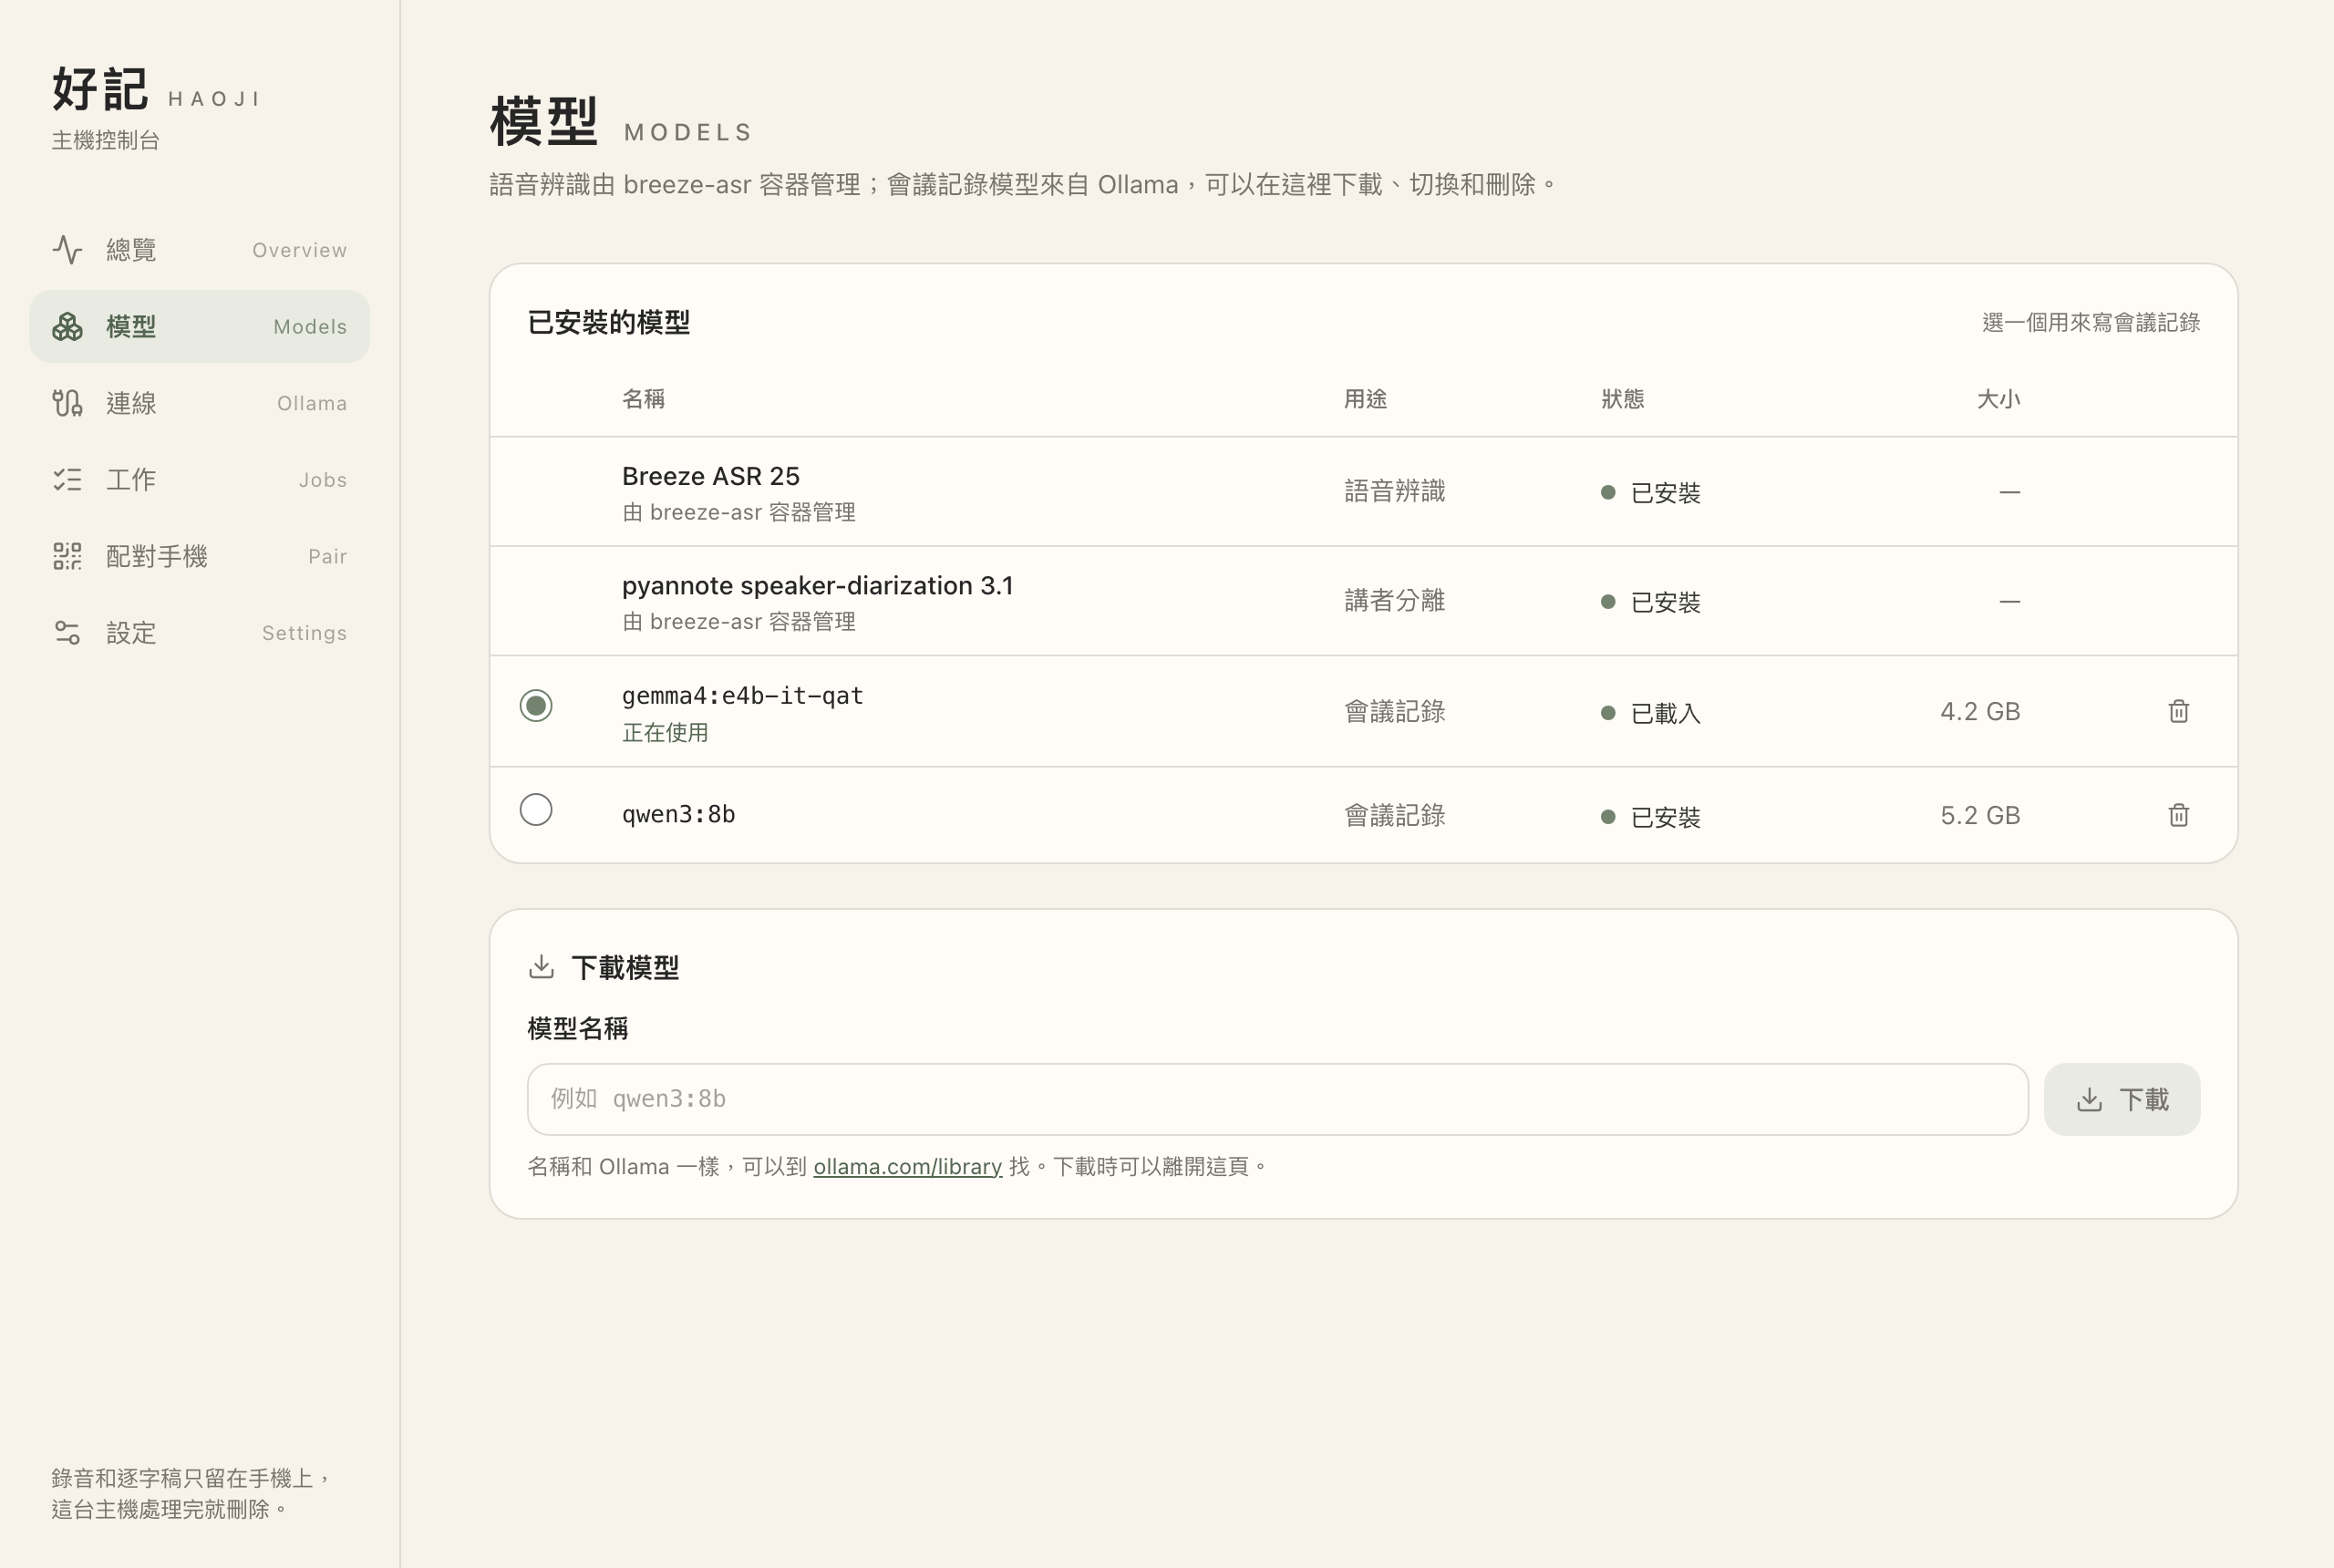 好記 HAOJI
主機控制台
總覽 Overview
模型 Models
連線 Ollama
工作 Jobs
配對手機 Pair
設定 Settings
錄音和逐字稿只留在手機上，
這台主機處理完就刪除。
模型 MODELS
語音辨識由 breeze-asr 容器管理；會議記錄模型來自 Ollama，可以在這裡下載、切換和刪除。
已安裝的模型 選一個用來寫會議記錄
名稱 用途 狀態 大小
Breeze ASR 25 語音辨識 已安裝 —
由 breeze-asr 容器管理
pyannote speaker-diarization 3.1 講者分離 已安裝 —
由 breeze-asr 容器管理
gemma4:e4b-it-qat 會議記錄 已載入 4.2 GB
正在使用
qwen3:8b 會議記錄 已安裝 5.2 GB
下載模型
模型名稱
例如 qwen3:8b 下載
名稱和 Ollama 一樣，可以到 ollama.com/library 找。下載時可以離開這頁。